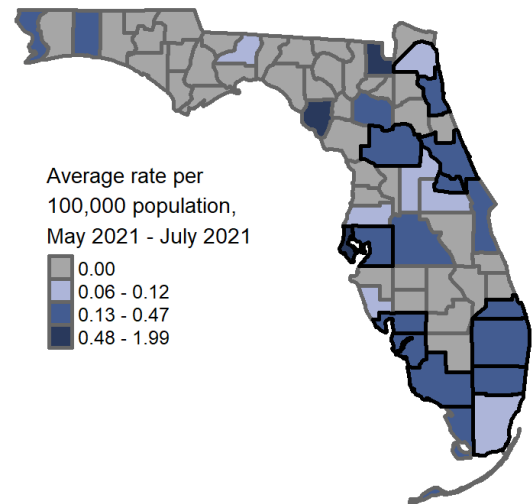 Average rate per
100,000 population,
May 2021 - July 2021
0.00
0.06 - 0.12
0.13 - 0.47
0.48 - 1.99